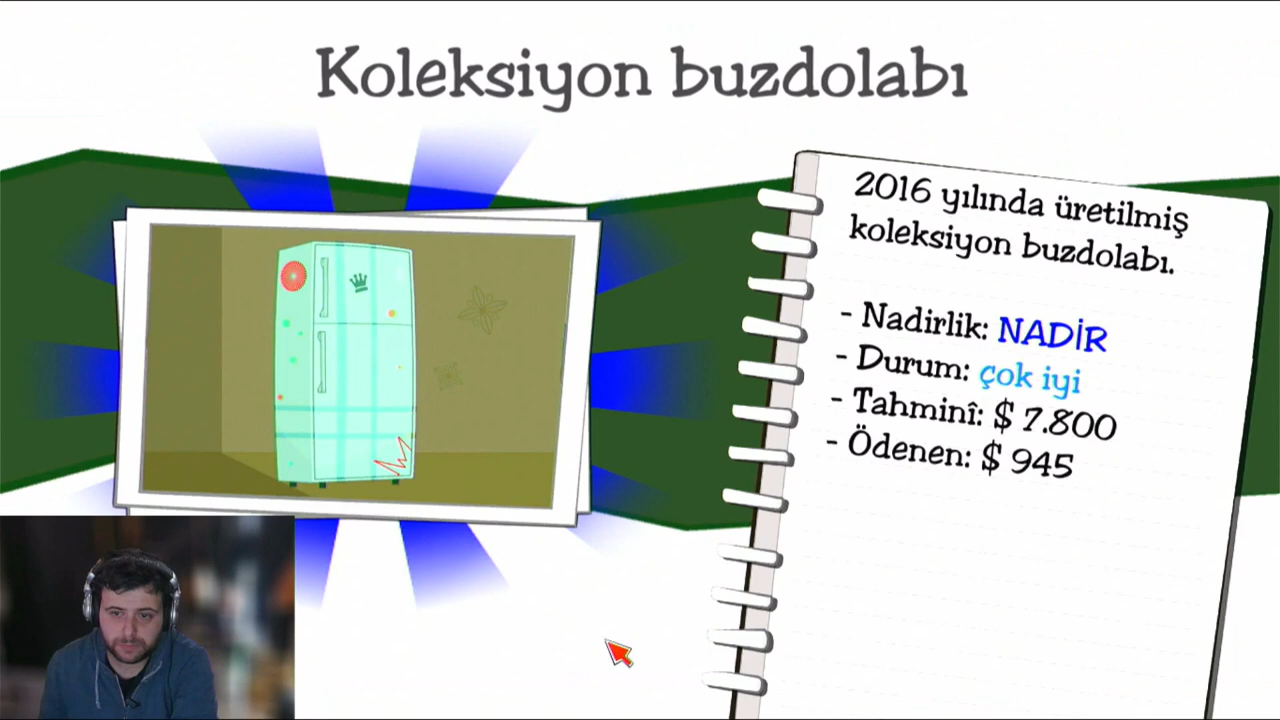 Koleksiyon buzdolabı
2016 yılında üretilmiş
koleksiyon buzdolabı.
- Nadirlik: NADİR
- Durum: çok iyi
- Tahminî: $ 7.800
- Ödenen: $ 945